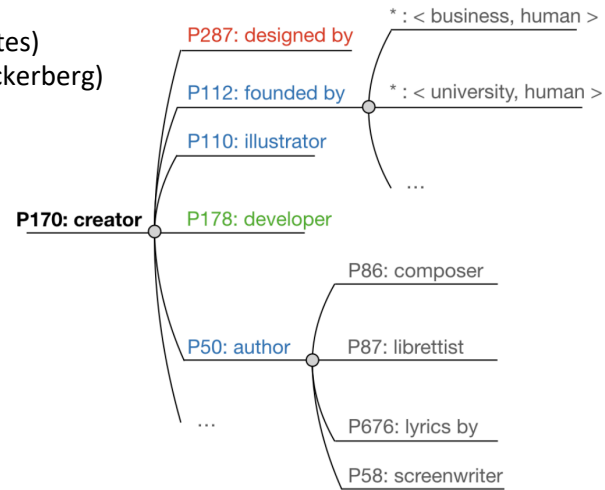 tes)
ckerberg)
P287: designed by
* : < business, human >
P112: founded by
* : < university, human >
P110: illustrator
...
P170: creator
P178: developer
P86: composer
P50: author
P87: librettist
...
P676: lyrics by
P58: screenwriter